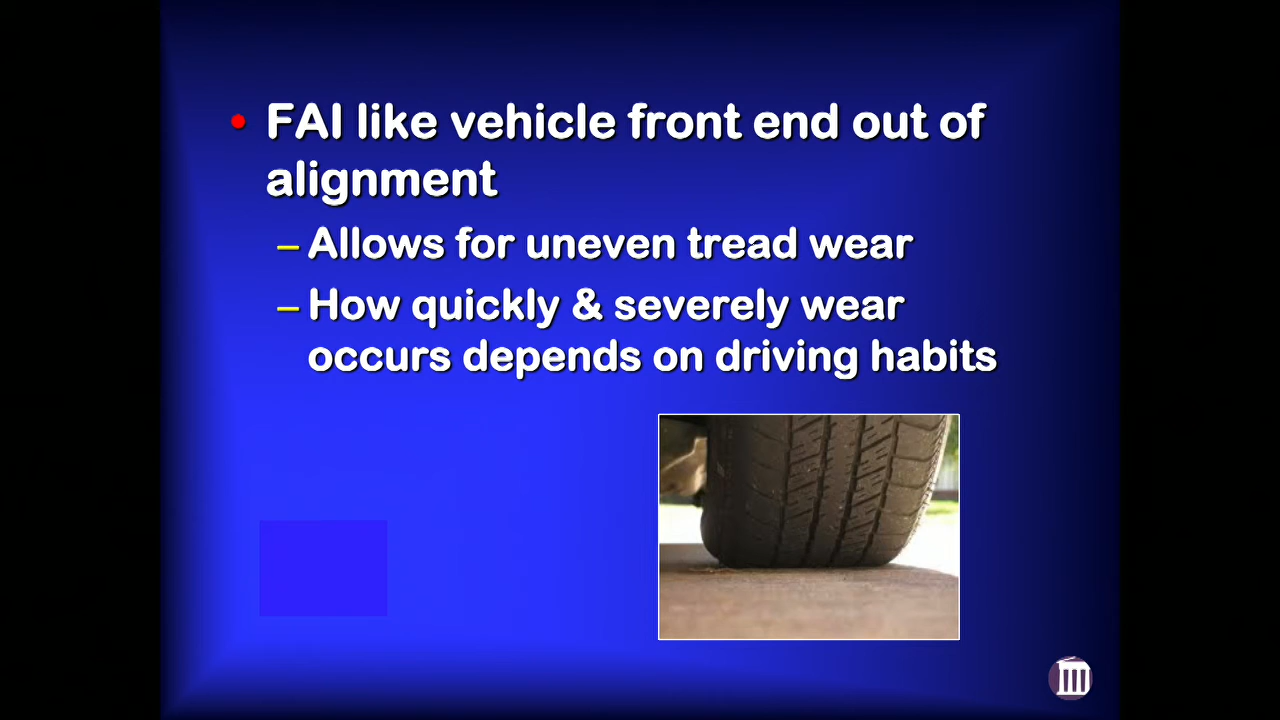 • FAI like vehicle front end out of
alignment
– Allows for uneven tread wear
– How quickly & severely wear
occurs depends on driving habits